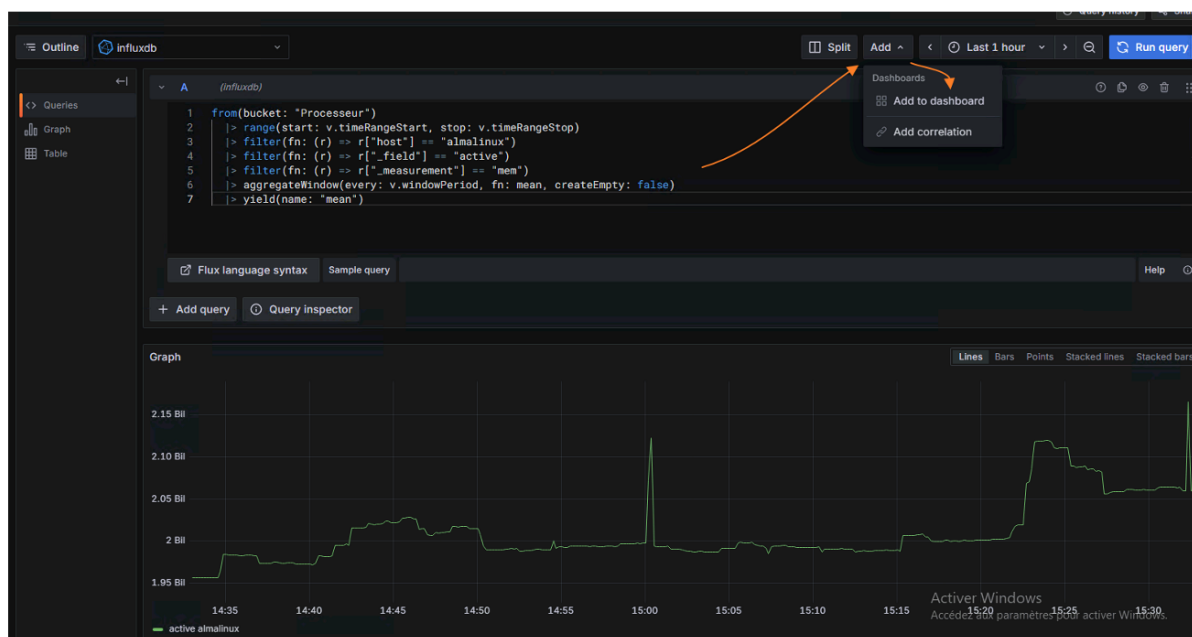 Query history
Outline
influxdb
Split
Add
Last 1 hour
Run query
Dashboards
Add to dashboard
Add correlation
Queries
Graph
Table
A (influxdb)
1 from(bucket: "Processeur")
2 |> range(start: v.timeRangeStart, stop: v.timeRangeStop)
3 |> filter(fn: (r) => r["host"] == "almalinux")
4 |> filter(fn: (r) => r["_field"] == "active")
5 |> filter(fn: (r) => r["_measurement"] == "mem")
6 |> aggregateWindow(every: v.windowPeriod, fn: mean, createEmpty: false)
7 |> yield(name: "mean")
Flux language syntax
Sample query
Help
+ Add query
Query inspector
Graph
Lines Bars Points Stacked lines Stacked bars
2.15 Bil
2.10 Bil
2.05 Bil
2 Bil
1.95 Bil
14:35 14:40 14:45 14:50 14:55 15:00 15:05 15:10 15:15 15:20 15:25 15:30
active almalinux
Activer Windows
Accédez aux paramètres pour activer Windows.